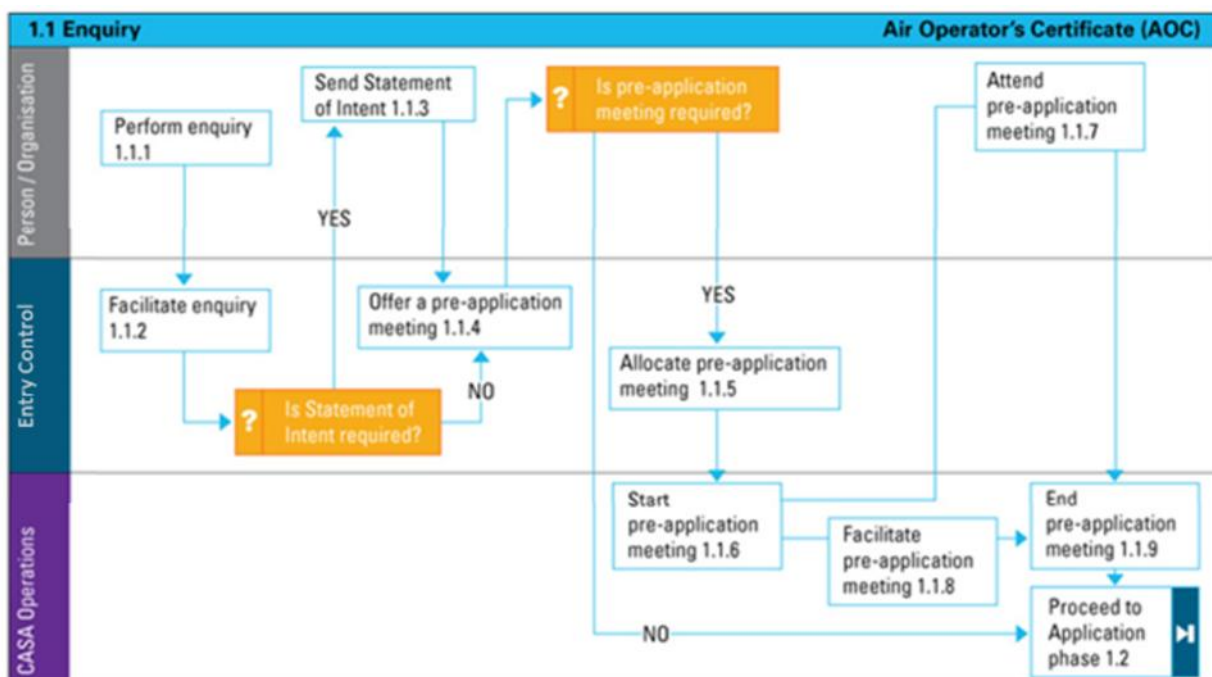 1.1 Enquiry
Air Operator's Certificate (AOC)
Person / Organisation
Perform enquiry
1.1.1
Send Statement
of Intent 1.1.3
? Is pre-application
meeting required?
Attend
pre-application
meeting 1.1.7
YES
Entry Control
Facilitate enquiry
1.1.2
Offer a pre-application
meeting 1.1.4
YES
Allocate pre-application
meeting 1.1.5
NO
? Is Statement of
Intent required?
CASA Operations
Start
pre-application
meeting 1.1.6
Facilitate
pre-application
meeting 1.1.8
End
pre-application
meeting 1.1.9
NO
Proceed to
Application
phase 1.2